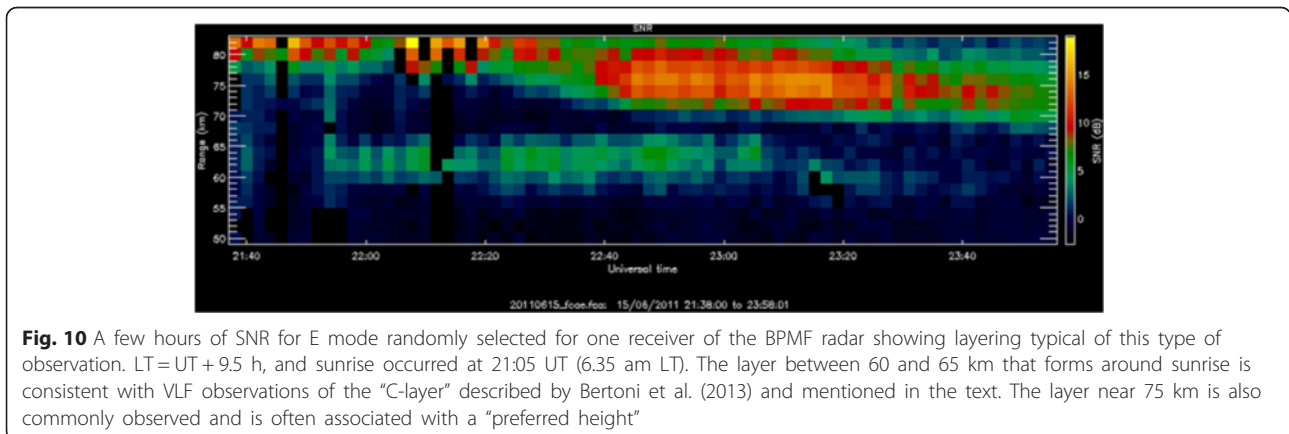 SNR
80
75
70
65
60
55
50
Range (km)
15
10
5
0
SNR (dB)
21:40
22:00
22:20
22:40
23:00
23:20
23:40
Universal time
15/06/2011 21:38:00 to 23:58:01
Fig. 10 A few hours of SNR for E mode randomly selected for one receiver of the BPMF radar showing layering typical of this type of
observation. LT = UT + 9.5 h, and sunrise occurred at 21:05 UT (6.35 am LT). The layer between 60 and 65 km that forms around sunrise is
consistent with VLF observations of the “C-layer” described by Bertoni et al. (2013) and mentioned in the text. The layer near 75 km is also
commonly observed and is often associated with a “preferred height”